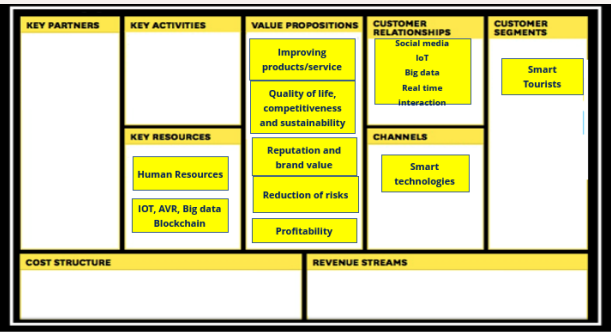 KEY PARTNERS
KEY ACTIVITIES
KEY RESOURCES
Human Resources
IOT, AVR, Big data
Blockchain
VALUE PROPOSITIONS
Improving
products/service
Quality of life,
competitiveness
and sustainability
Reputation and
brand value
Reduction of risks
Profitability
CUSTOMER
RELATIONSHIPS
Social media
IoT
Big data
Real time
interaction
CHANNELS
Smart
technologies
CUSTOMER
SEGMENTS
Smart
Tourists
COST STRUCTURE
REVENUE STREAMS